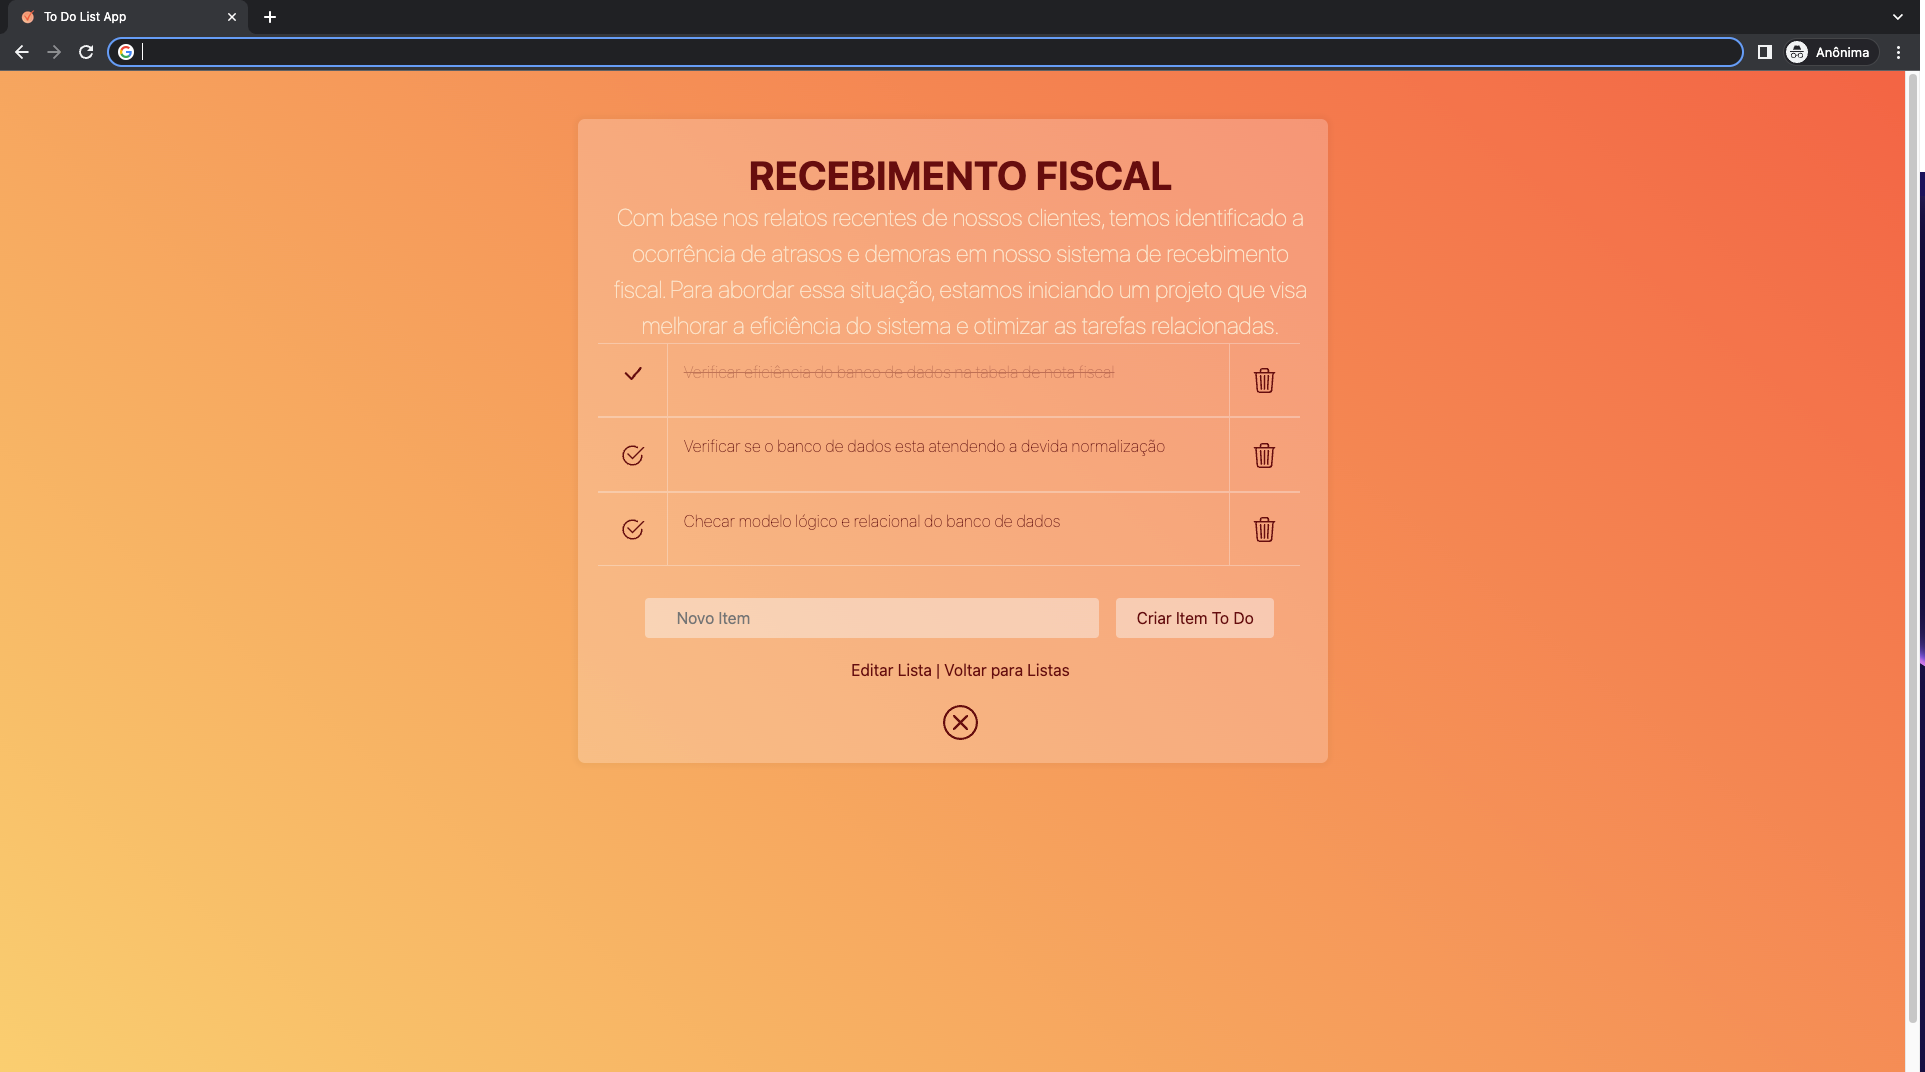 To Do List App
Anônima
RECEBIMENTO FISCAL
Com base nos relatos recentes de nossos clientes, temos identificado a
ocorrência de atrasos e demoras em nosso sistema de recebimento
fiscal. Para abordar essa situação, estamos iniciando um projeto que visa
melhorar a eficiência do sistema e otimizar as tarefas relacionadas.
Verificar eficiência do banco de dados na tabela de nota fiscal
Verificar se o banco de dados esta atendendo a devida normalização
Checar modelo lógico e relacional do banco de dados
Novo Item
Criar Item To Do
Editar Lista | Voltar para Listas